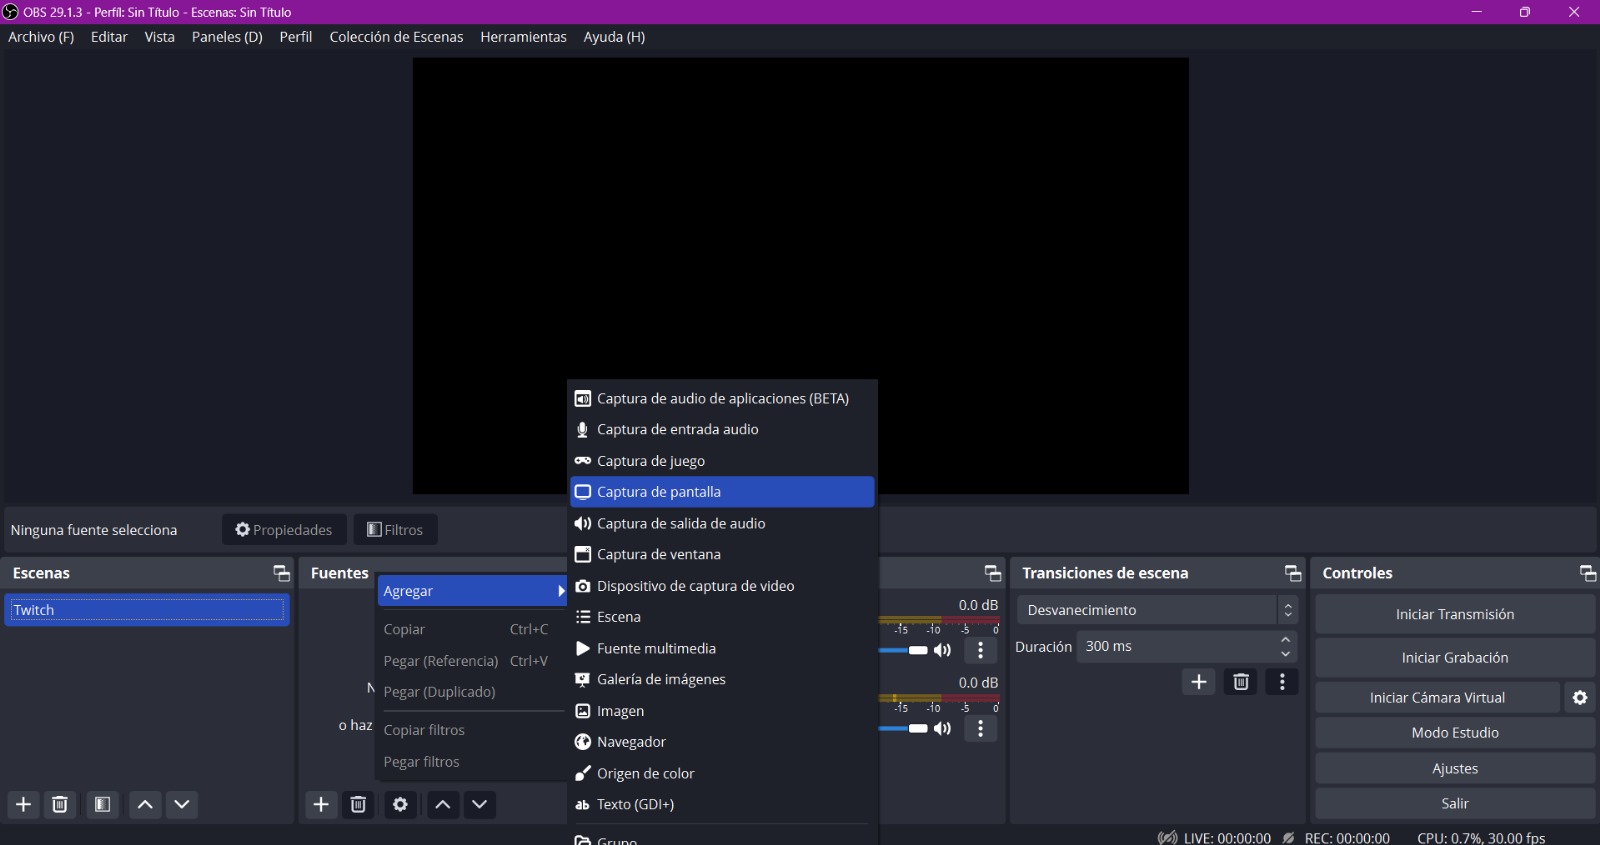 OBS 29.1.3 - Perfil: Sin Título - Escenas: Sin Título
Archivo (F) Editar Vista Paneles (D) Perfil Colección de Escenas Herramientas Ayuda (H)
Captura de audio de aplicaciones (BETA)
Captura de entrada audio
Captura de juego
Captura de pantalla
Captura de salida de audio
Captura de ventana
Dispositivo de captura de video
Escena
Fuente multimedia
Galería de imágenes
Imagen
Navegador
Origen de color
ab Texto (GDI+)
Grupo
Ninguna fuente selecciona
Propiedades
Filtros
Escenas
Twitch
Fuentes
Agregar
Copiar Ctrl+C
Pegar (Referencia) Ctrl+V
Pegar (Duplicado)
Copiar filtros
Pegar filtros
o haz
0.0 dB
-15 -10 -5 0
0.0 dB
-15 -10 -5 0
Transiciones de escena
Desvanecimiento
Duración 300 ms
Controles
Iniciar Transmisión
Iniciar Grabación
Iniciar Cámara Virtual
Modo Estudio
Ajustes
Salir
LIVE: 00:00:00 REC: 00:00:00 CPU: 0.7%, 30.00 fps